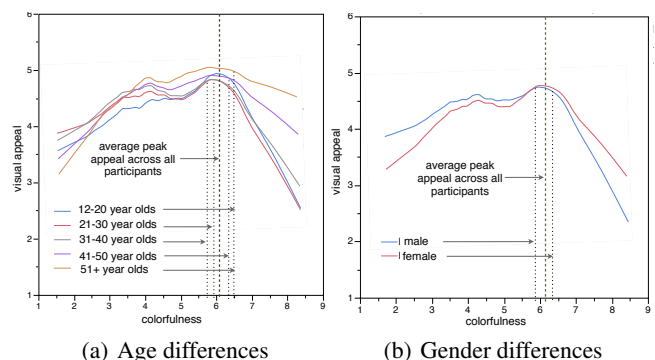 6
5
4
3
2
1
visual appeal
average peak
appeal across all
participants
12-20 year olds
21-30 year olds
31-40 year olds
41-50 year olds
51+ year olds
1 2 3 4 5 6 7 8 9
colorfulness
(a) Age differences
6
5
4
3
2
1
visual appeal
average peak
appeal across all
participants
male
female
1 2 3 4 5 6 7 8 9
colorfulness
(b) Gender differences